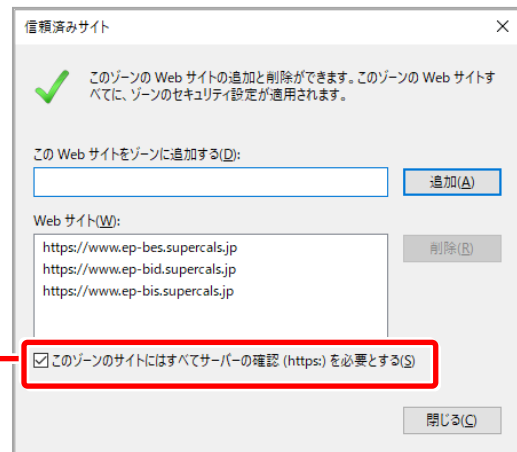 信頼済みサイト
このゾーンの Web サイトの追加と削除ができます。このゾーンの Web サイトす
べてに、ゾーンのセキュリティ設定が適用されます。
この Web サイトをゾーンに追加する(D):
追加(A)
Web サイト(W):
https://www.ep-bes.supercals.jp
削除(R)
https://www.ep-bid.supercals.jp
https://www.ep-bis.supercals.jp
このゾーンのサイトにはすべてサーバーの確認 (https:) を必要とする(S)
閉じる(C)